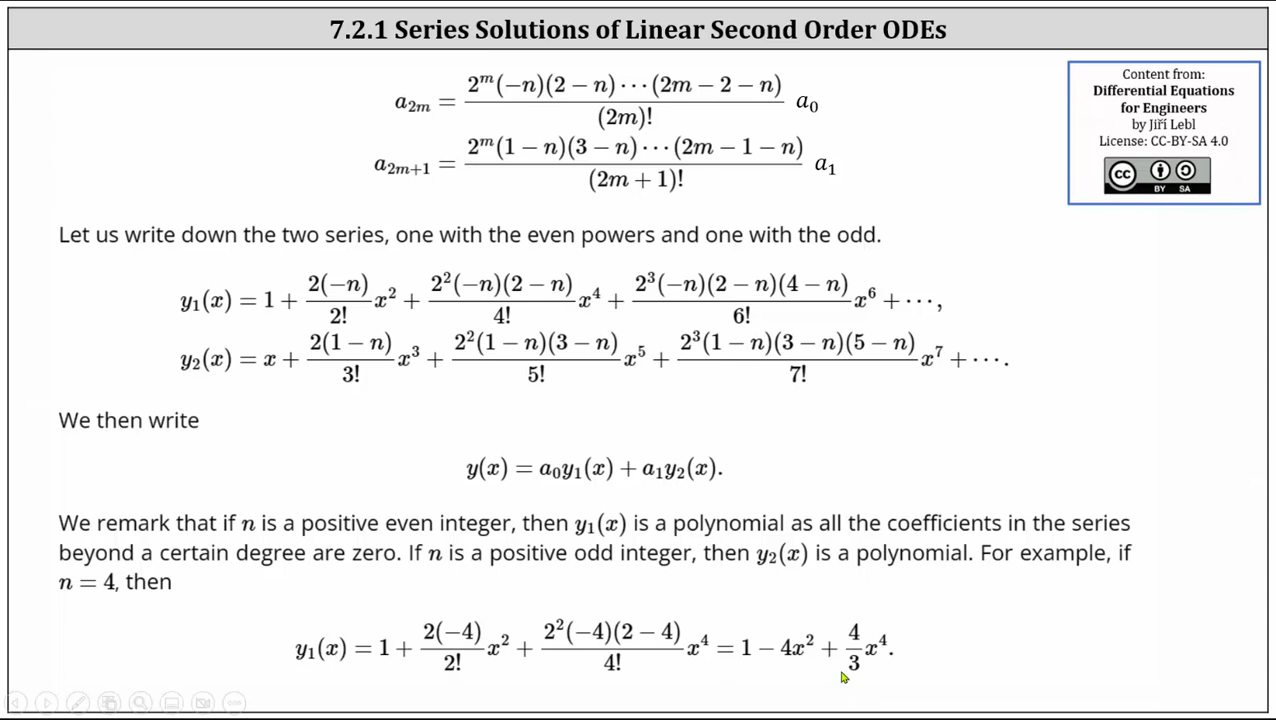 7.2.1 Series Solutions of Linear Second Order ODEs
a_{2m} = \frac{2^m(-n)(2-n)\cdots(2m-2-n)}{(2m)!} a_0
a_{2m+1} = \frac{2^m(1-n)(3-n)\cdots(2m-1-n)}{(2m+1)!} a_1
Content from:
Differential Equations
for Engineers
by Jiří Lebl
License: CC-BY-SA 4.0
cc BY SA
Let us write down the two series, one with the even powers and one with the odd.
y_1(x) = 1 + \frac{2(-n)}{2!}x^2 + \frac{2^2(-n)(2-n)}{4!}x^4 + \frac{2^3(-n)(2-n)(4-n)}{6!}x^6 + \cdots,
y_2(x) = x + \frac{2(1-n)}{3!}x^3 + \frac{2^2(1-n)(3-n)}{5!}x^5 + \frac{2^3(1-n)(3-n)(5-n)}{7!}x^7 + \cdots.
We then write
y(x) = a_0y_1(x) + a_1y_2(x).
We remark that if n is a positive even integer, then y_1(x) is a polynomial as all the coefficients in the series
beyond a certain degree are zero. If n is a positive odd integer, then y_2(x) is a polynomial. For example, if
n = 4, then
y_1(x) = 1 + \frac{2(-4)}{2!}x^2 + \frac{2^2(-4)(2-4)}{4!}x^4 = 1 - 4x^2 + \frac{4}{3}x^4.